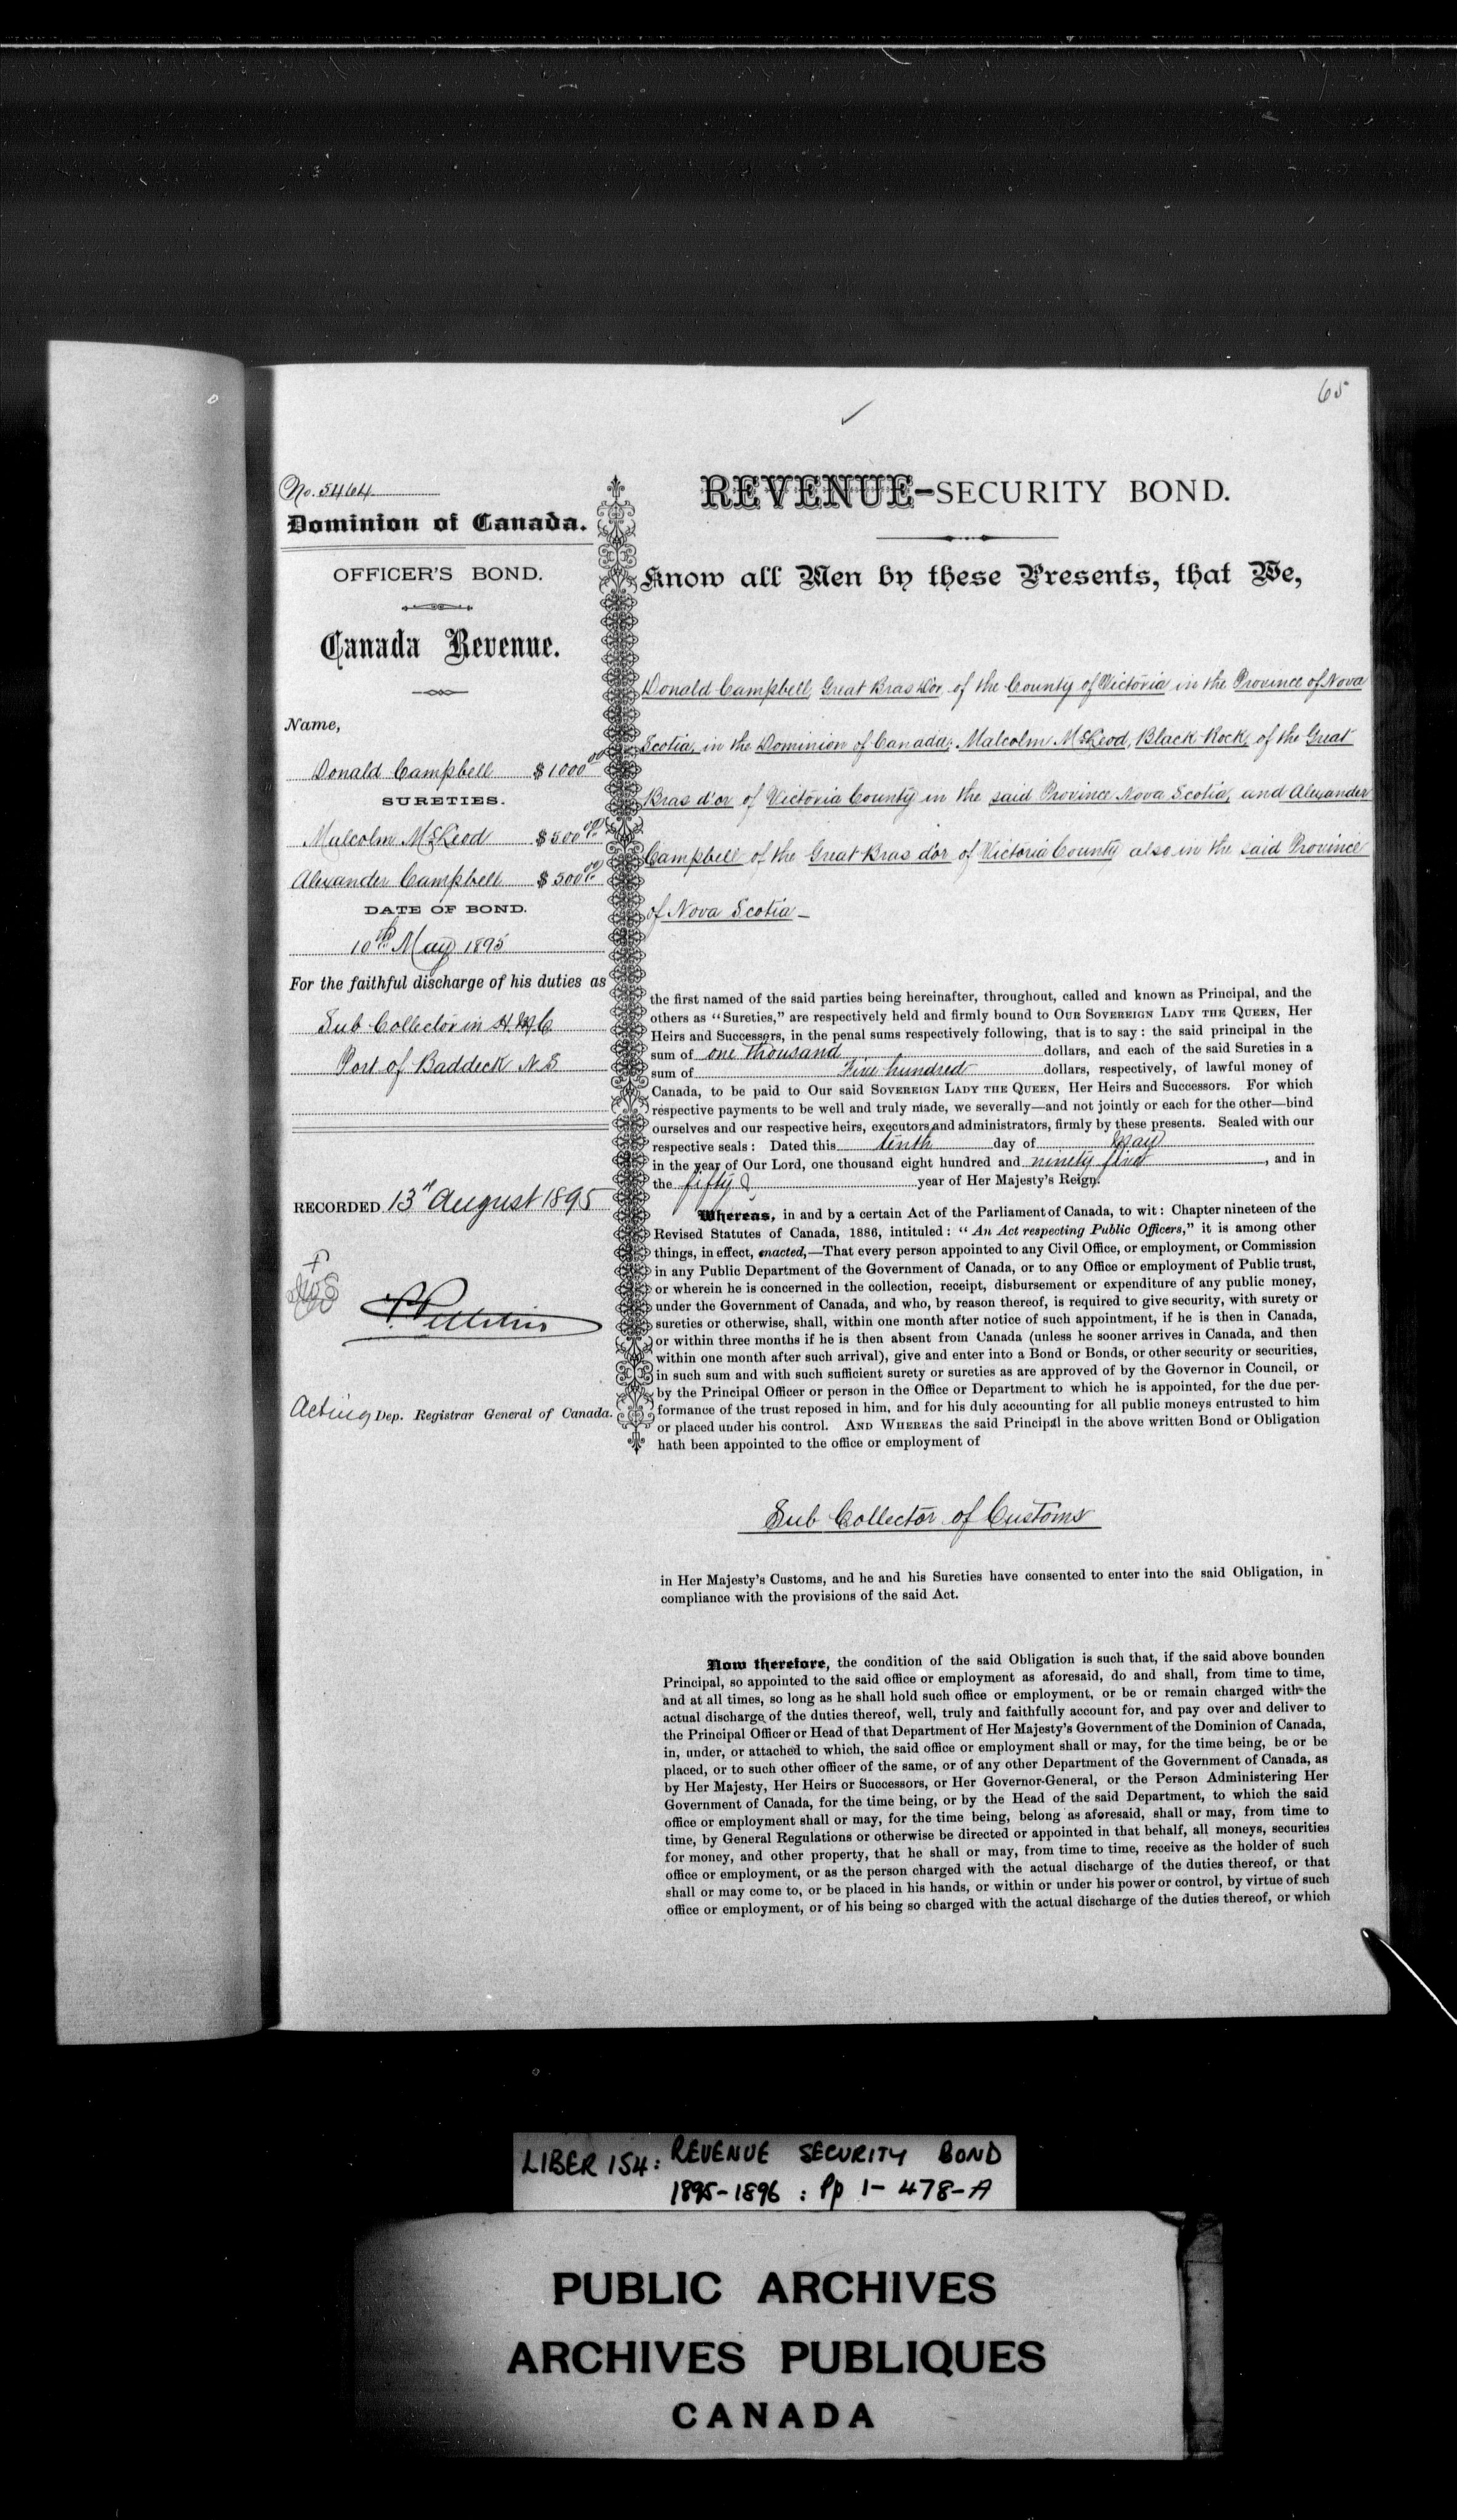 65
No. 5464
Dominion of Canada.
OFFICER'S BOND.
Canada Revenue.
Name,
Donald Campbell $1000 00
SURETIES.
Malcolm McLeod $500 00
Alexander Campbell $500 00
DATE OF BOND.
10th May 1895
For the faithful discharge of his duties as
Sub Collector in H.M.C
Port of Baddeck N.S
RECORDED 13th August 1895
Acting Dep. Registrar General of Canada.
REVENUE-SECURITY BOND.
Know all Men by these Presents, that We,
Donald Campbell, Great Bras D'or, of the County of Victoria in the Province of Nova
Scotia, in the Dominion of Canada; Malcolm McLeod, Black Rock, of the Great
Bras d'or of Victoria County in the said Province Nova Scotia, and Alexander
Campbell of the Great Bras d'or of Victoria County also in the said Province
of Nova Scotia –
the first named of the said parties being hereinafter, throughout, called and known as Principal, and the
others as "Sureties," are respectively held and firmly bound to OUR SOVEREIGN LADY THE QUEEN, Her
Heirs and Successors, in the penal sums respectively following, that is to say: the said principal in the
sum of one thousand dollars, and each of the said Sureties in a
sum of Five hundred dollars, respectively, of lawful money of
Canada, to be paid to Our said SOVEREIGN LADY THE QUEEN, Her Heirs and Successors. For which
respective payments to be well and truly made, we severally—and not jointly or each for the other—bind
ourselves and our respective heirs, executors and administrators, firmly by these presents. Sealed with our
respective seals: Dated this tenth day of May
in the year of Our Lord, one thousand eight hundred and ninety five, and in
the fifty 8 year of Her Majesty's Reign.
Whereas, in and by a certain Act of the Parliament of Canada, to wit: Chapter nineteen of the
Revised Statutes of Canada, 1886, intituled: "An Act respecting Public Officers," it is among other
things, in effect, enacted,—That every person appointed to any Civil Office, or employment, or Commission
in any Public Department of the Government of Canada, or to any Office or employment of Public trust,
or wherein he is concerned in the collection, receipt, disbursement or expenditure of any public money,
under the Government of Canada, and who, by reason thereof, is required to give security, with surety or
sureties or otherwise, shall, within one month after notice of such appointment, if he is then in Canada,
or within three months if he is then absent from Canada (unless he sooner arrives in Canada, and then
within one month after such arrival), give and enter into a Bond or Bonds, or other security or securities,
in such sum and with such sufficient surety or sureties as are approved of by the Governor in Council, or
by the Principal Officer or person in the Office or Department to which he is appointed, for the due per-
formance of the trust reposed in him, and for his duly accounting for all public moneys entrusted to him
or placed under his control. AND WHEREAS the said Principal in the above written Bond or Obligation
hath been appointed to the office or employment of
Sub Collector of Customs
in Her Majesty's Customs, and he and his Sureties have consented to enter into the said Obligation, in
compliance with the provisions of the said Act.
Now therefore, the condition of the said Obligation is such that, if the said above bounden
Principal, so appointed to the said office or employment as aforesaid, do and shall, from time to time,
and at all times, so long as he shall hold such office or employment, or be or remain charged with the
actual discharge of the duties thereof, well, truly and faithfully account for, and pay over and deliver to
the Principal Officer or Head of that Department of Her Majesty's Government of the Dominion of Canada,
in, under, or attached to which, the said office or employment shall or may, for the time being, be or be
placed, or to such other officer of the same, or of any other Department of the Government of Canada, as
by Her Majesty, Her Heirs or Successors, or Her Governor-General, or the Person Administering Her
Government of Canada, for the time being, or by the Head of the said Department, to which the said
office or employment shall or may, for the time being, belong as aforesaid, shall or may, from time to
time, by General Regulations or otherwise be directed or appointed in that behalf, all moneys, securities
for money, and other property, that he shall or may, from time to time, receive as the holder of such
office or employment, or as the person charged with the actual discharge of the duties thereof, or that
shall or may come to, or be placed in his hands, or within or under his power or control, by virtue of such
office or employment, or of his being so charged with the actual discharge of the duties thereof, or which
LIBER 154: REVENUE SECURITY BOND
1895-1896 : Pp 1-478-A
PUBLIC ARCHIVES
ARCHIVES PUBLIQUES
CANADA